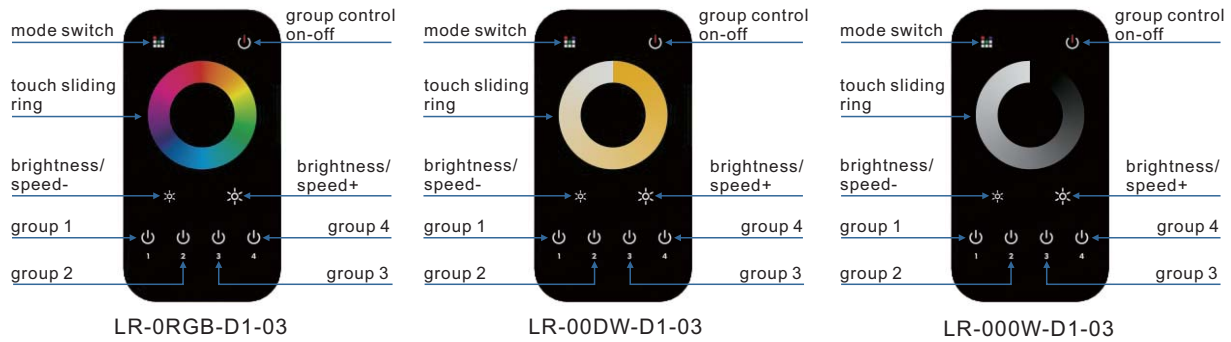 mode switch
group control
on-off
touch sliding
ring
brightness/
speed-
brightness/
speed+
group 1
group 4
1 2 3 4
group 2
group 3
LR-0RGB-D1-03
mode switch
group control
on-off
touch sliding
ring
brightness/
speed-
brightness/
speed+
group 1
group 4
1 2 3 4
group 2
group 3
LR-00DW-D1-03
mode switch
group control
on-off
touch sliding
ring
brightness/
speed-
brightness/
speed+
group 1
group 4
1 2 3 4
group 2
group 3
LR-000W-D1-03